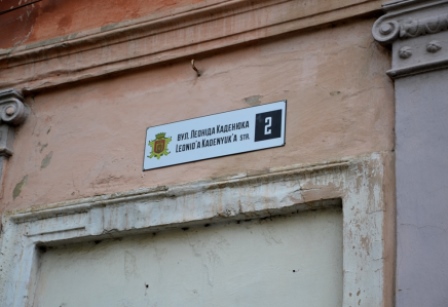 вул. Леоніда Каденюка
Leonid'a Kadenyuk'a str.
2